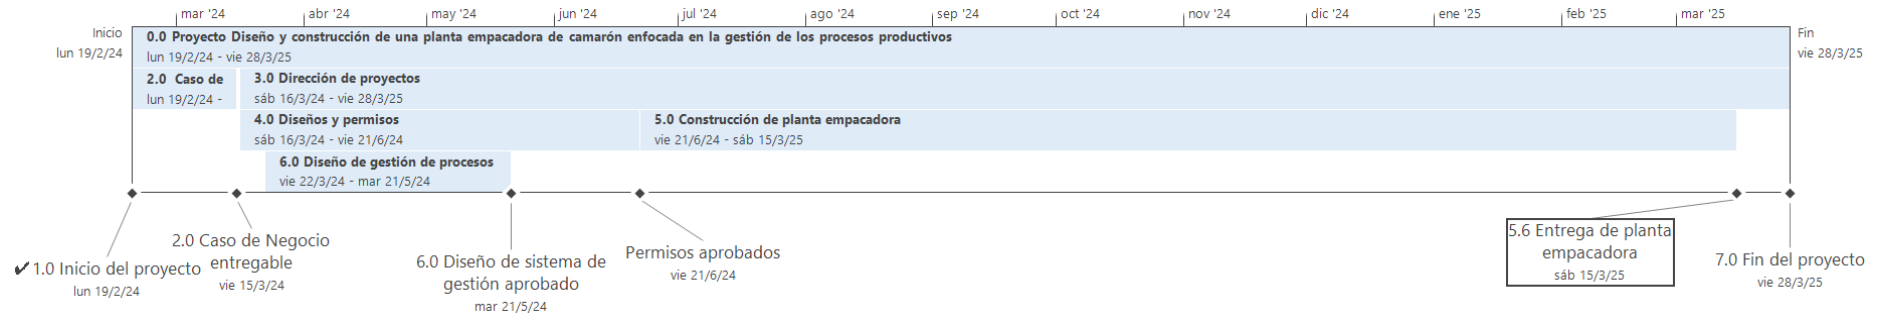 mar '24
abr '24
may '24
jun '24
jul '24
ago '24
sep '24
oct '24
nov '24
dic '24
ene '25
feb '25
mar '25
Inicio
lun 19/2/24
Fin
vie 28/3/25
0.0 Proyecto Diseño y construcción de una planta empacadora de camarón enfocada en la gestión de los procesos productivos
lun 19/2/24 - vie 28/3/25
2.0 Caso de
lun 19/2/24 -
3.0 Dirección de proyectos
sáb 16/3/24 - vie 28/3/25
4.0 Diseños y permisos
sáb 16/3/24 - vie 21/6/24
5.0 Construcción de planta empacadora
vie 21/6/24 - sáb 15/3/25
6.0 Diseño de gestión de procesos
vie 22/3/24 - mar 21/5/24
✔ 1.0 Inicio del proyecto
lun 19/2/24
2.0 Caso de Negocio
entregable
vie 15/3/24
6.0 Diseño de sistema de
gestión aprobado
mar 21/5/24
Permisos aprobados
vie 21/6/24
5.6 Entrega de planta
empacadora
sáb 15/3/25
7.0 Fin del proyecto
vie 28/3/25